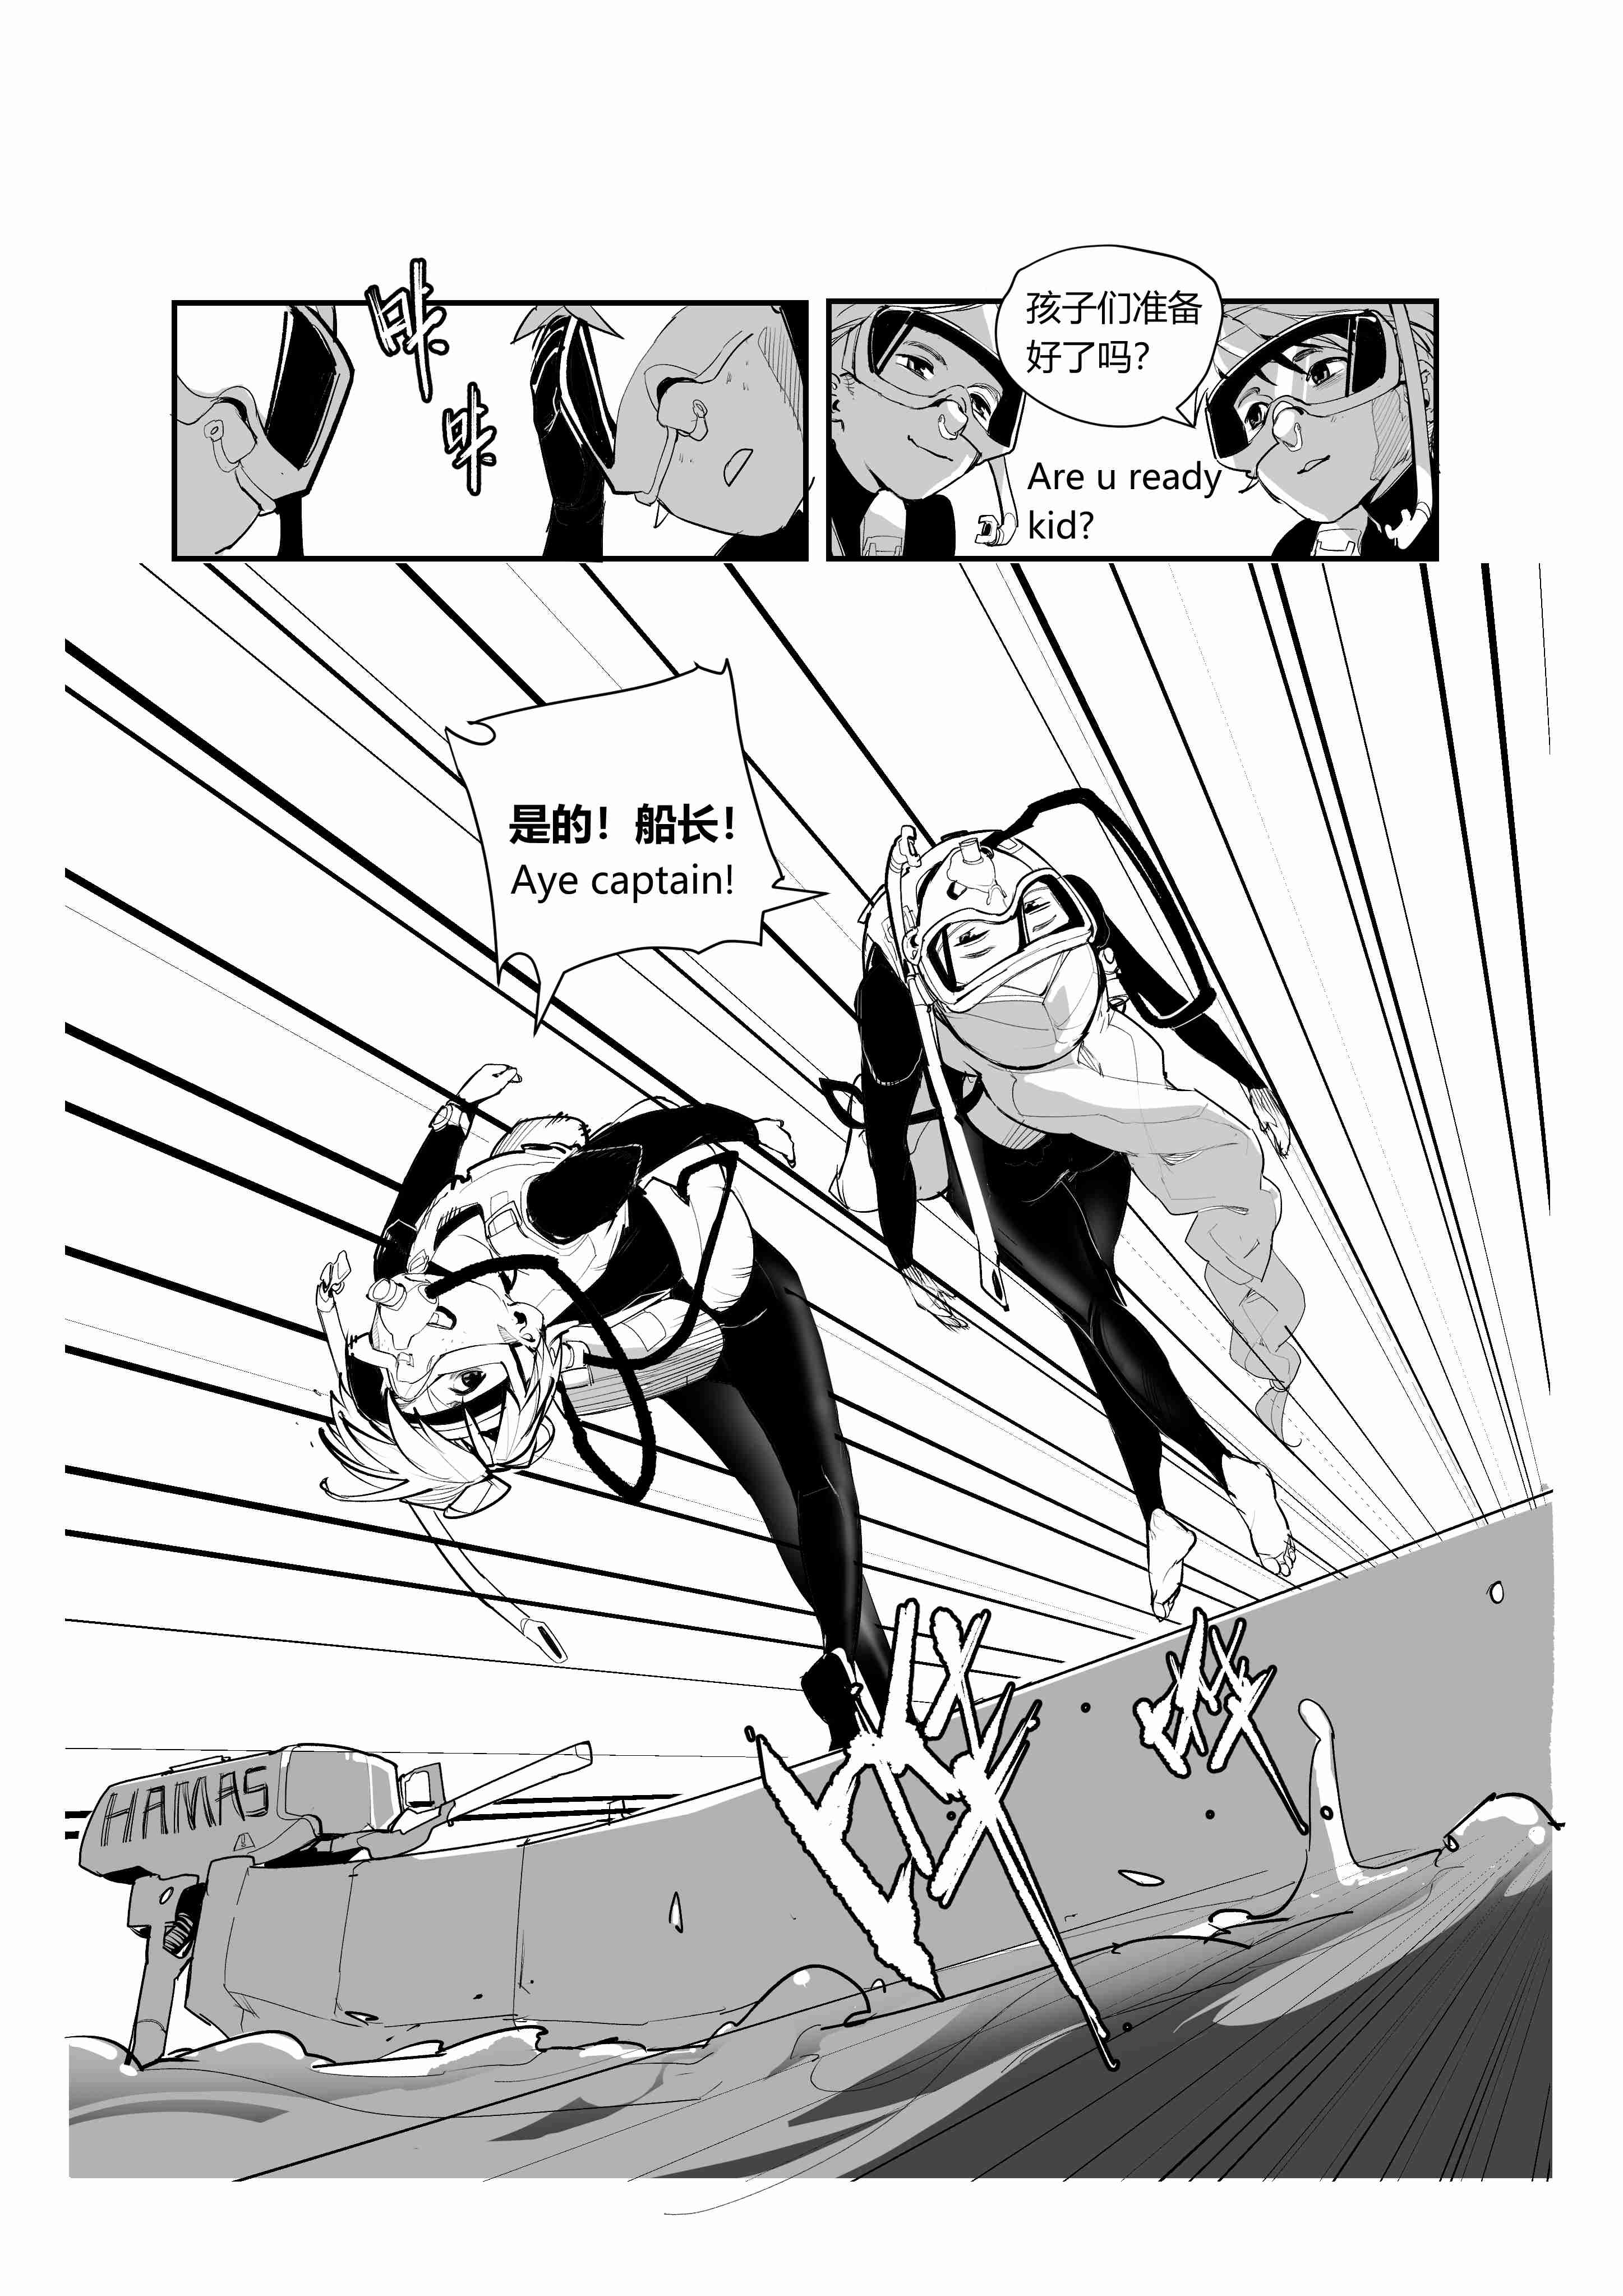 咔
咔
孩子们准备
好了吗？
Are u ready
kid?
是的！船长！
Aye captain!
HAMAS